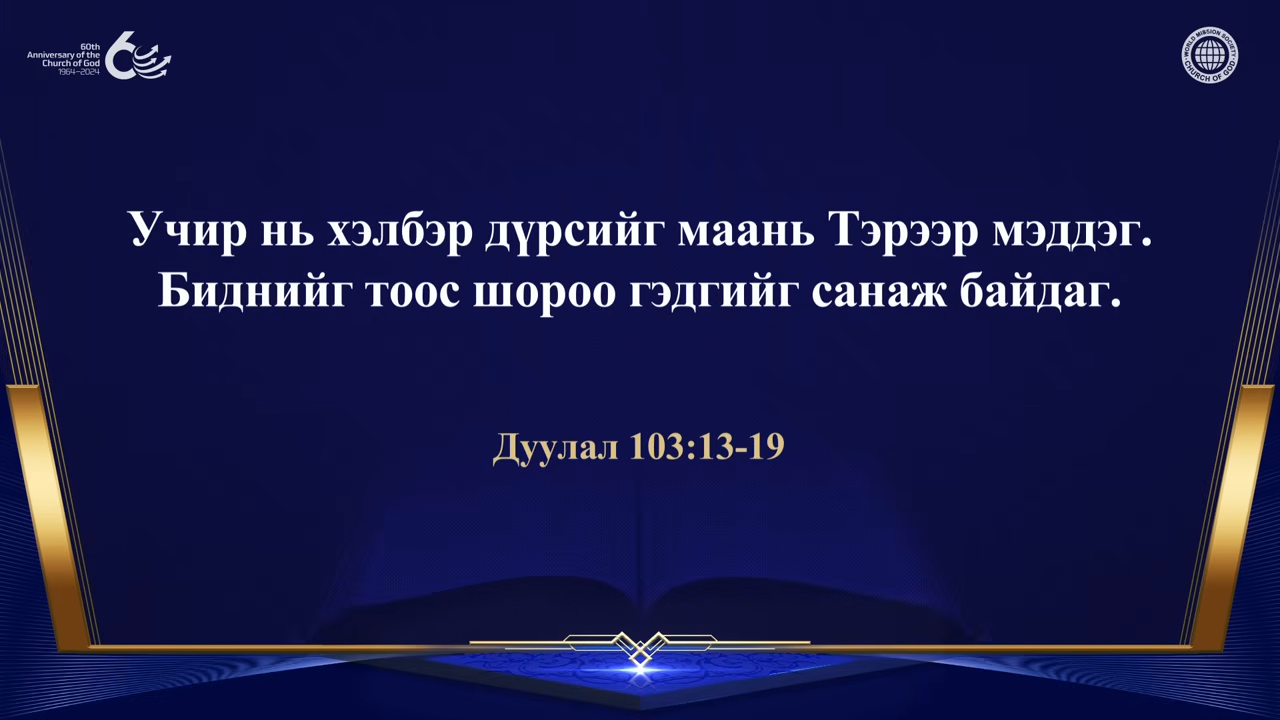 60th
Anniversary of the
Church of God
1964–2024
WORLD MISSION SOCIETY
CHURCH OF GOD
Учир нь хэлбэр дүрсийг маань Тэрээр мэддэг.
Биднийг тоос шороо гэдгийг санаж байдаг.
Дуулал 103:13-19